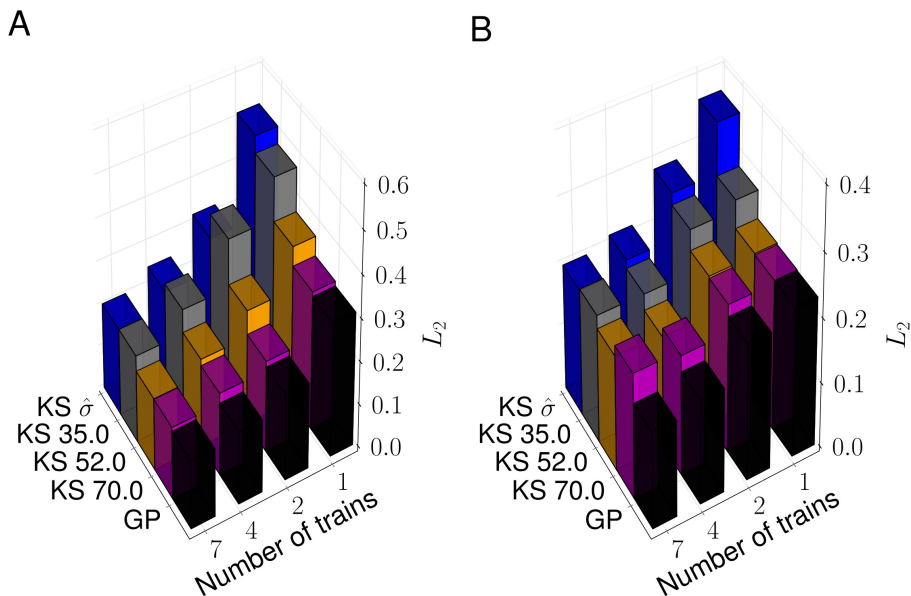 A
0.6
0.5
0.4
0.3
0.2
0.1
0.0
L₂
KS σ̂
KS 35.0
KS 52.0
KS 70.0
GP
7
4
2
1
Number of trains
B
0.4
0.3
0.2
0.1
0.0
L₂
KS σ̂
KS 35.0
KS 52.0
KS 70.0
GP
7
4
2
1
Number of trains